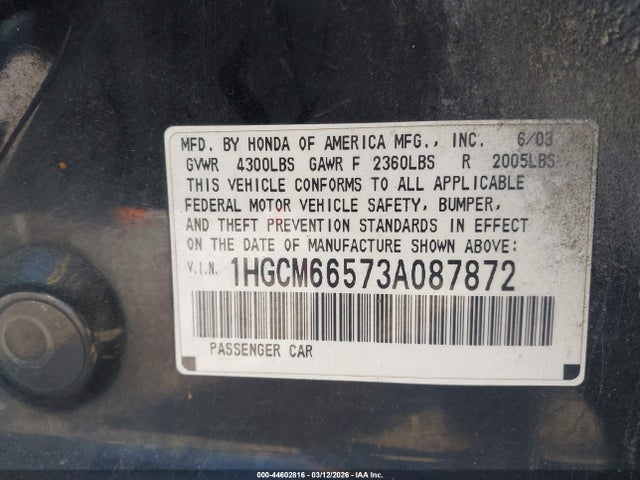 MFD. BY HONDA OF AMERICA MFG., INC. 6/03
GVWR 4300LBS GAWR F 2360LBS R 2005LBS
THIS VEHICLE CONFORMS TO ALL APPLICABLE
FEDERAL MOTOR VEHICLE SAFETY, BUMPER,
AND THEFT PREVENTION STANDARDS IN EFFECT
ON THE DATE OF MANUFACTURE SHOWN ABOVE:
V.I.N. 1HGCM66573A087872
PASSENGER CAR
000-44602816 - 03/12/2026 - IAA Inc.